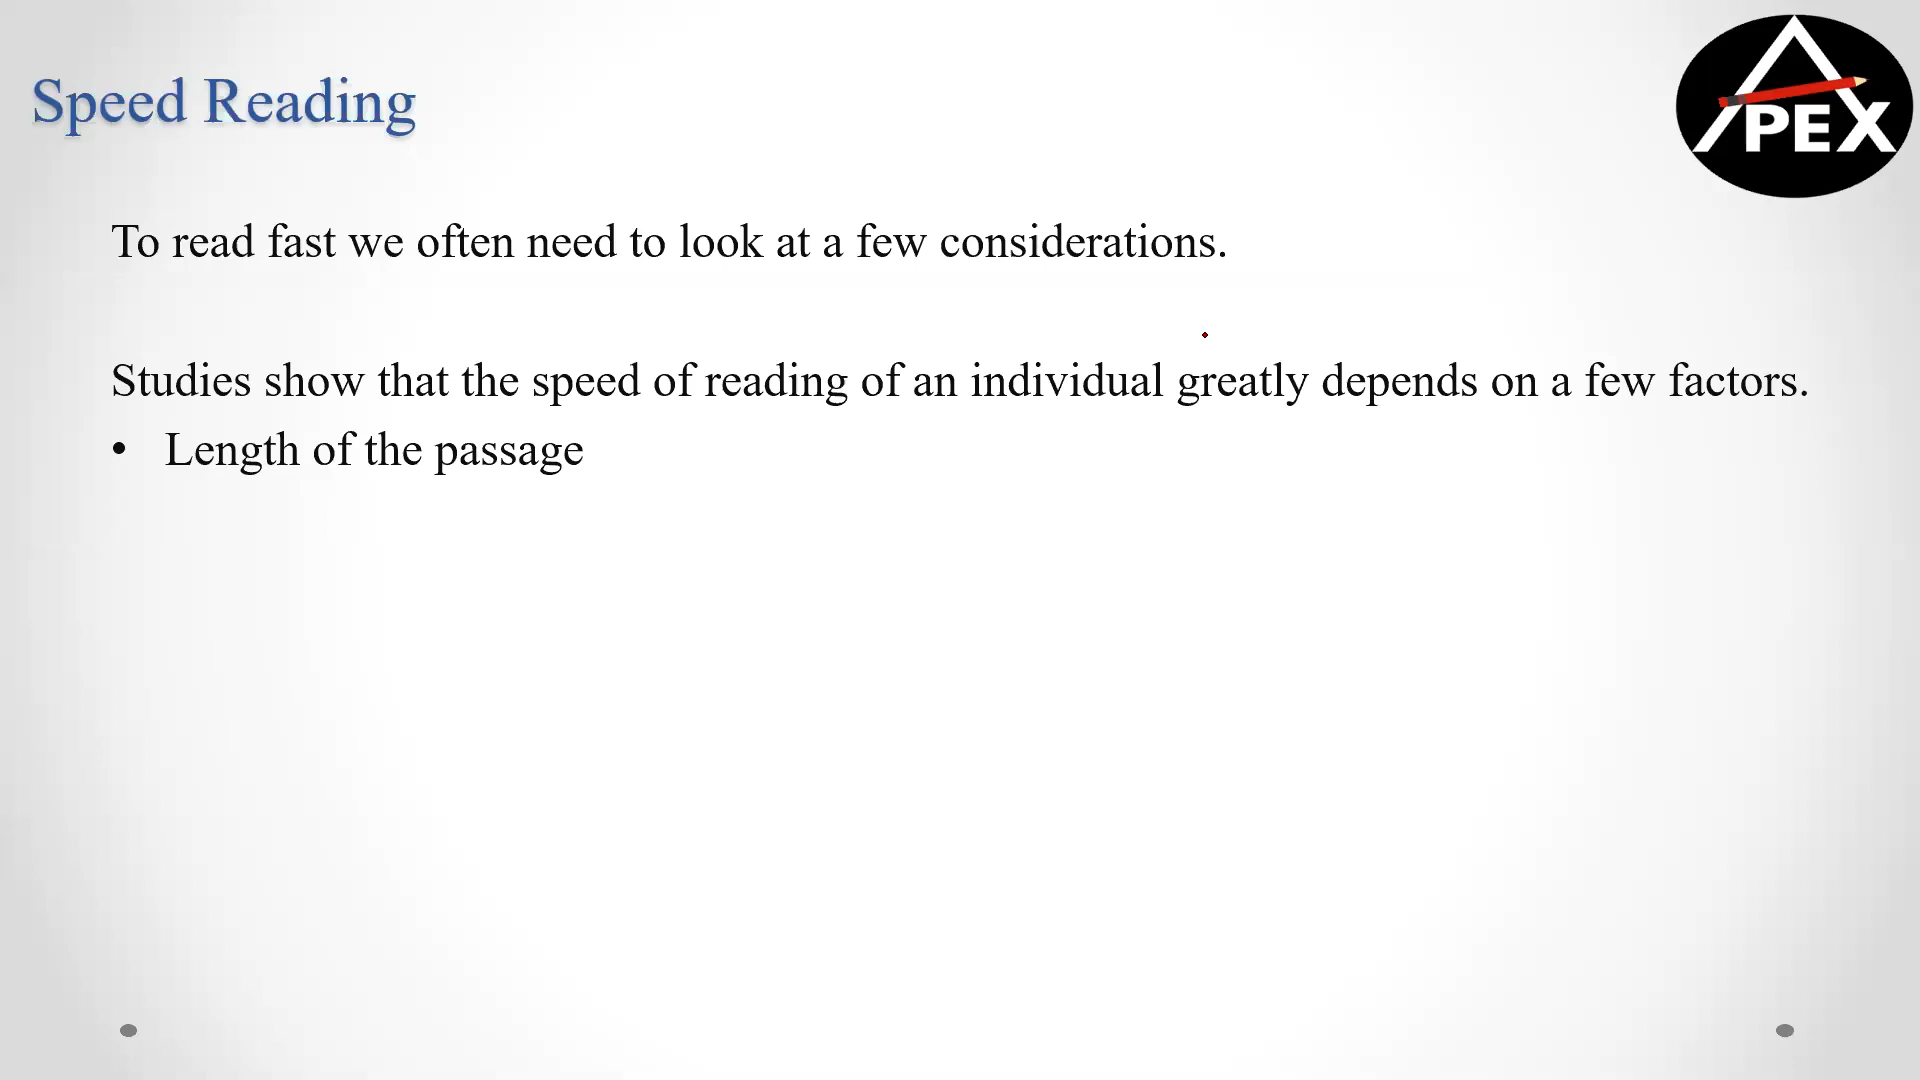 Speed Reading
APEX
To read fast we often need to look at a few considerations.
Studies show that the speed of reading of an individual greatly depends on a few factors.
• Length of the passage